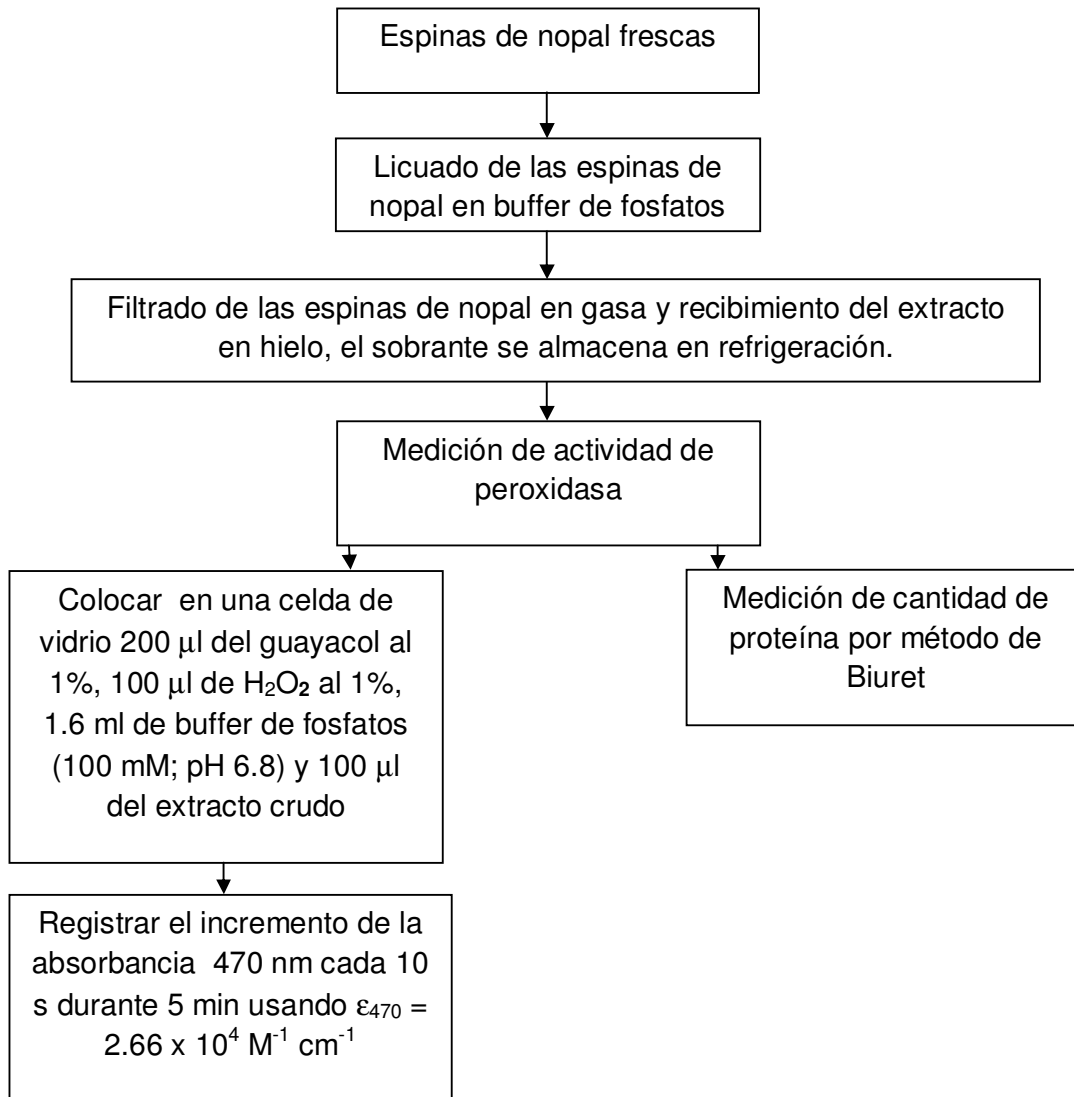 Espinas de nopal frescas
Licuado de las espinas de
nopal en buffer de fosfatos
Filtrado de las espinas de nopal en gasa y recibimiento del extracto
en hielo, el sobrante se almacena en refrigeración.
Medición de actividad de
peroxidasa
Colocar en una celda de
vidrio 200 μl del guayacol al
1%, 100 μl de H₂O₂ al 1%,
1.6 ml de buffer de fosfatos
(100 mM; pH 6.8) y 100 μl
del extracto crudo
Medición de cantidad de
proteína por método de
Biuret
Registrar el incremento de la
absorbancia 470 nm cada 10
s durante 5 min usando ε₄₇₀ =
2.66 x 10⁴ M⁻¹ cm⁻¹